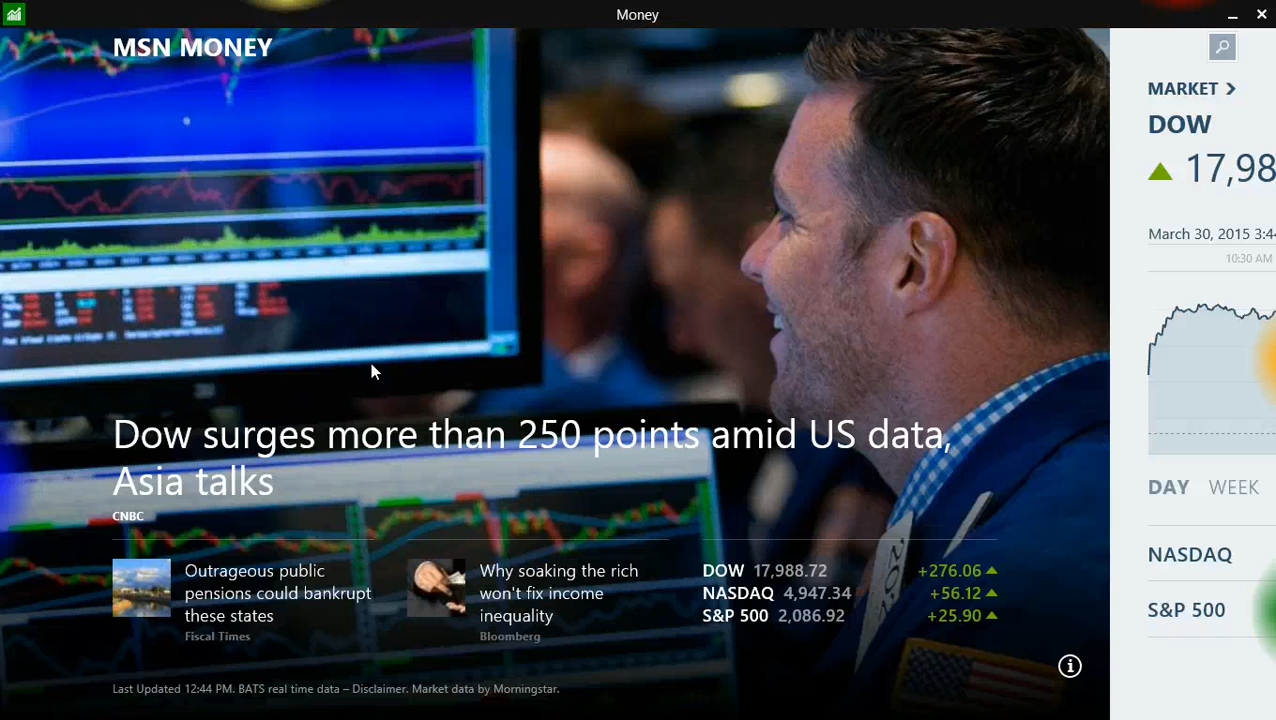 Money
MSN MONEY
Dow surges more than 250 points amid US data,
Asia talks
CNBC
Outrageous public
pensions could bankrupt
these states
Fiscal Times
Why soaking the rich
won't fix income
inequality
Bloomberg
DOW 17,988.72 +276.06
NASDAQ 4,947.34 +56.12
S&P 500 2,086.92 +25.90
Last Updated 12:44 PM. BATS real time data – Disclaimer. Market data by Morningstar.
MARKET
DOW
17,98
March 30, 2015 3:44
10:30 AM
DAY WEEK
NASDAQ
S&P 500